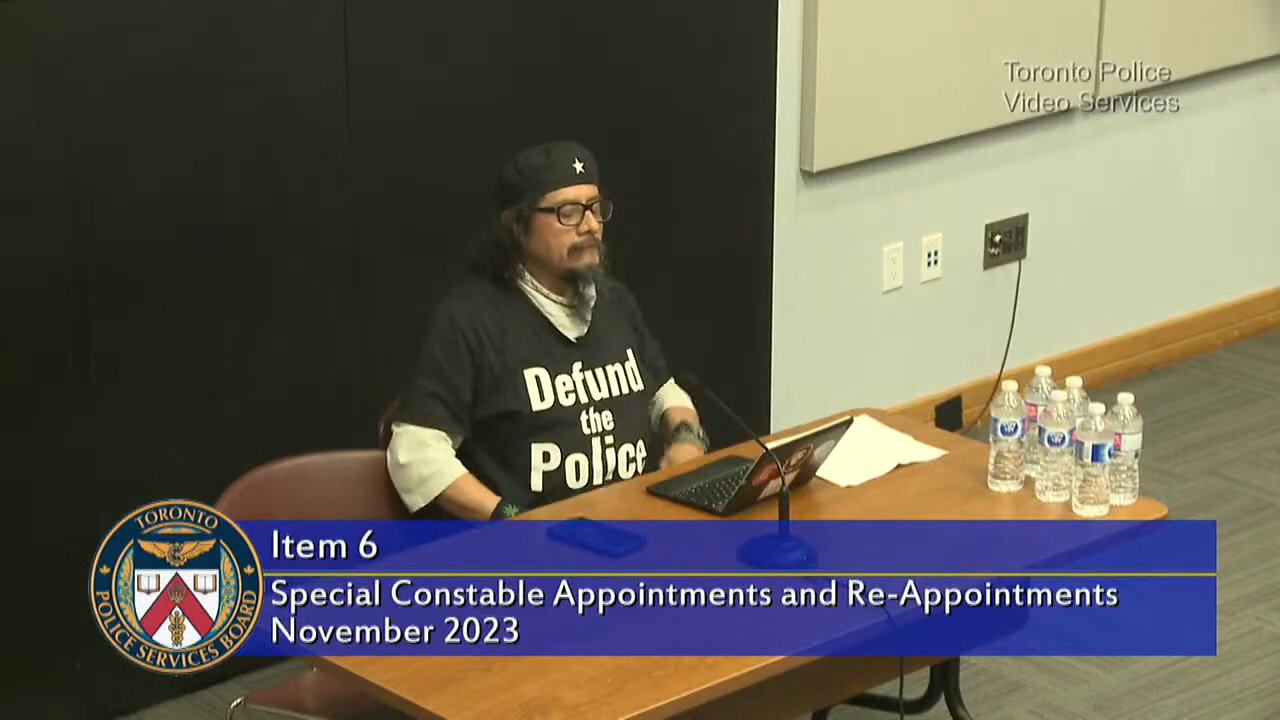 Toronto Police
Video Services
Defund
the
Police
TORONTO
POLICE SERVICES BOARD
Item 6
Special Constable Appointments and Re-Appointments
November 2023